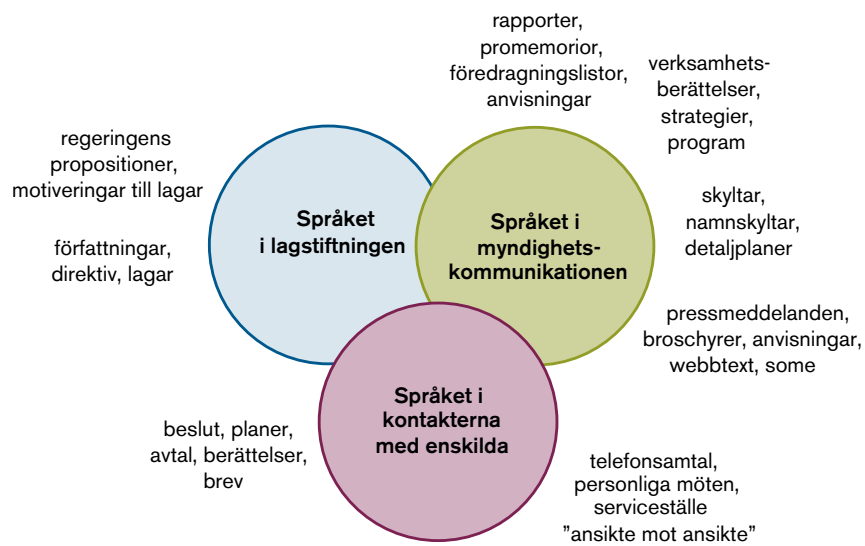 rapporter,
promemorior,
föredragningslistor,
anvisningar
verksamhets-
berättelser,
strategier,
program
regeringens
propositioner,
motiveringar till lagar
författningar,
direktiv, lagar
Språket
i lagstiftningen
Språket i
myndighets-
kommunikationen
skyltar,
namnskyltar,
detaljplaner
pressmeddelanden,
broschyrer, anvisningar,
webbtext, some
Språket i
kontakterna
med enskilda
beslut, planer,
avtal, berättelser,
brev
telefonsamtal,
personliga möten,
serviceställe
”ansikte mot ansikte”